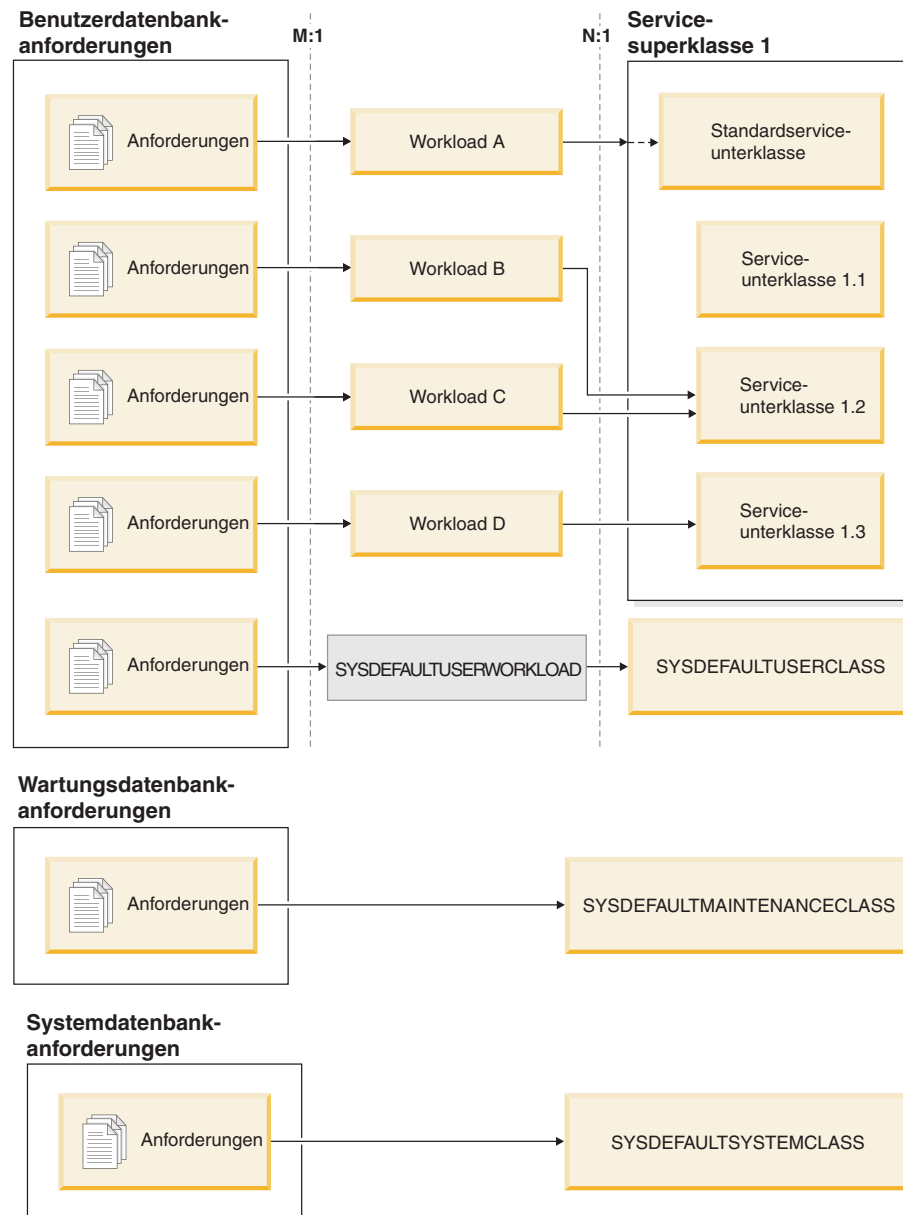 Benutzerdatenbank-
anforderungen
M:1
N:1
Service-
superklasse 1
Anforderungen
Workload A
Standardservice-
unterklasse
Anforderungen
Workload B
Service-
unterklasse 1.1
Anforderungen
Workload C
Service-
unterklasse 1.2
Anforderungen
Workload D
Service-
unterklasse 1.3
Anforderungen
SYSDEFAULTUSERWORKLOAD
SYSDEFAULTUSERCLASS
Wartungsdatenbank-
anforderungen
Anforderungen
SYSDEFAULTMAINTENANCECLASS
Systemdatenbank-
anforderungen
Anforderungen
SYSDEFAULTSYSTEMCLASS